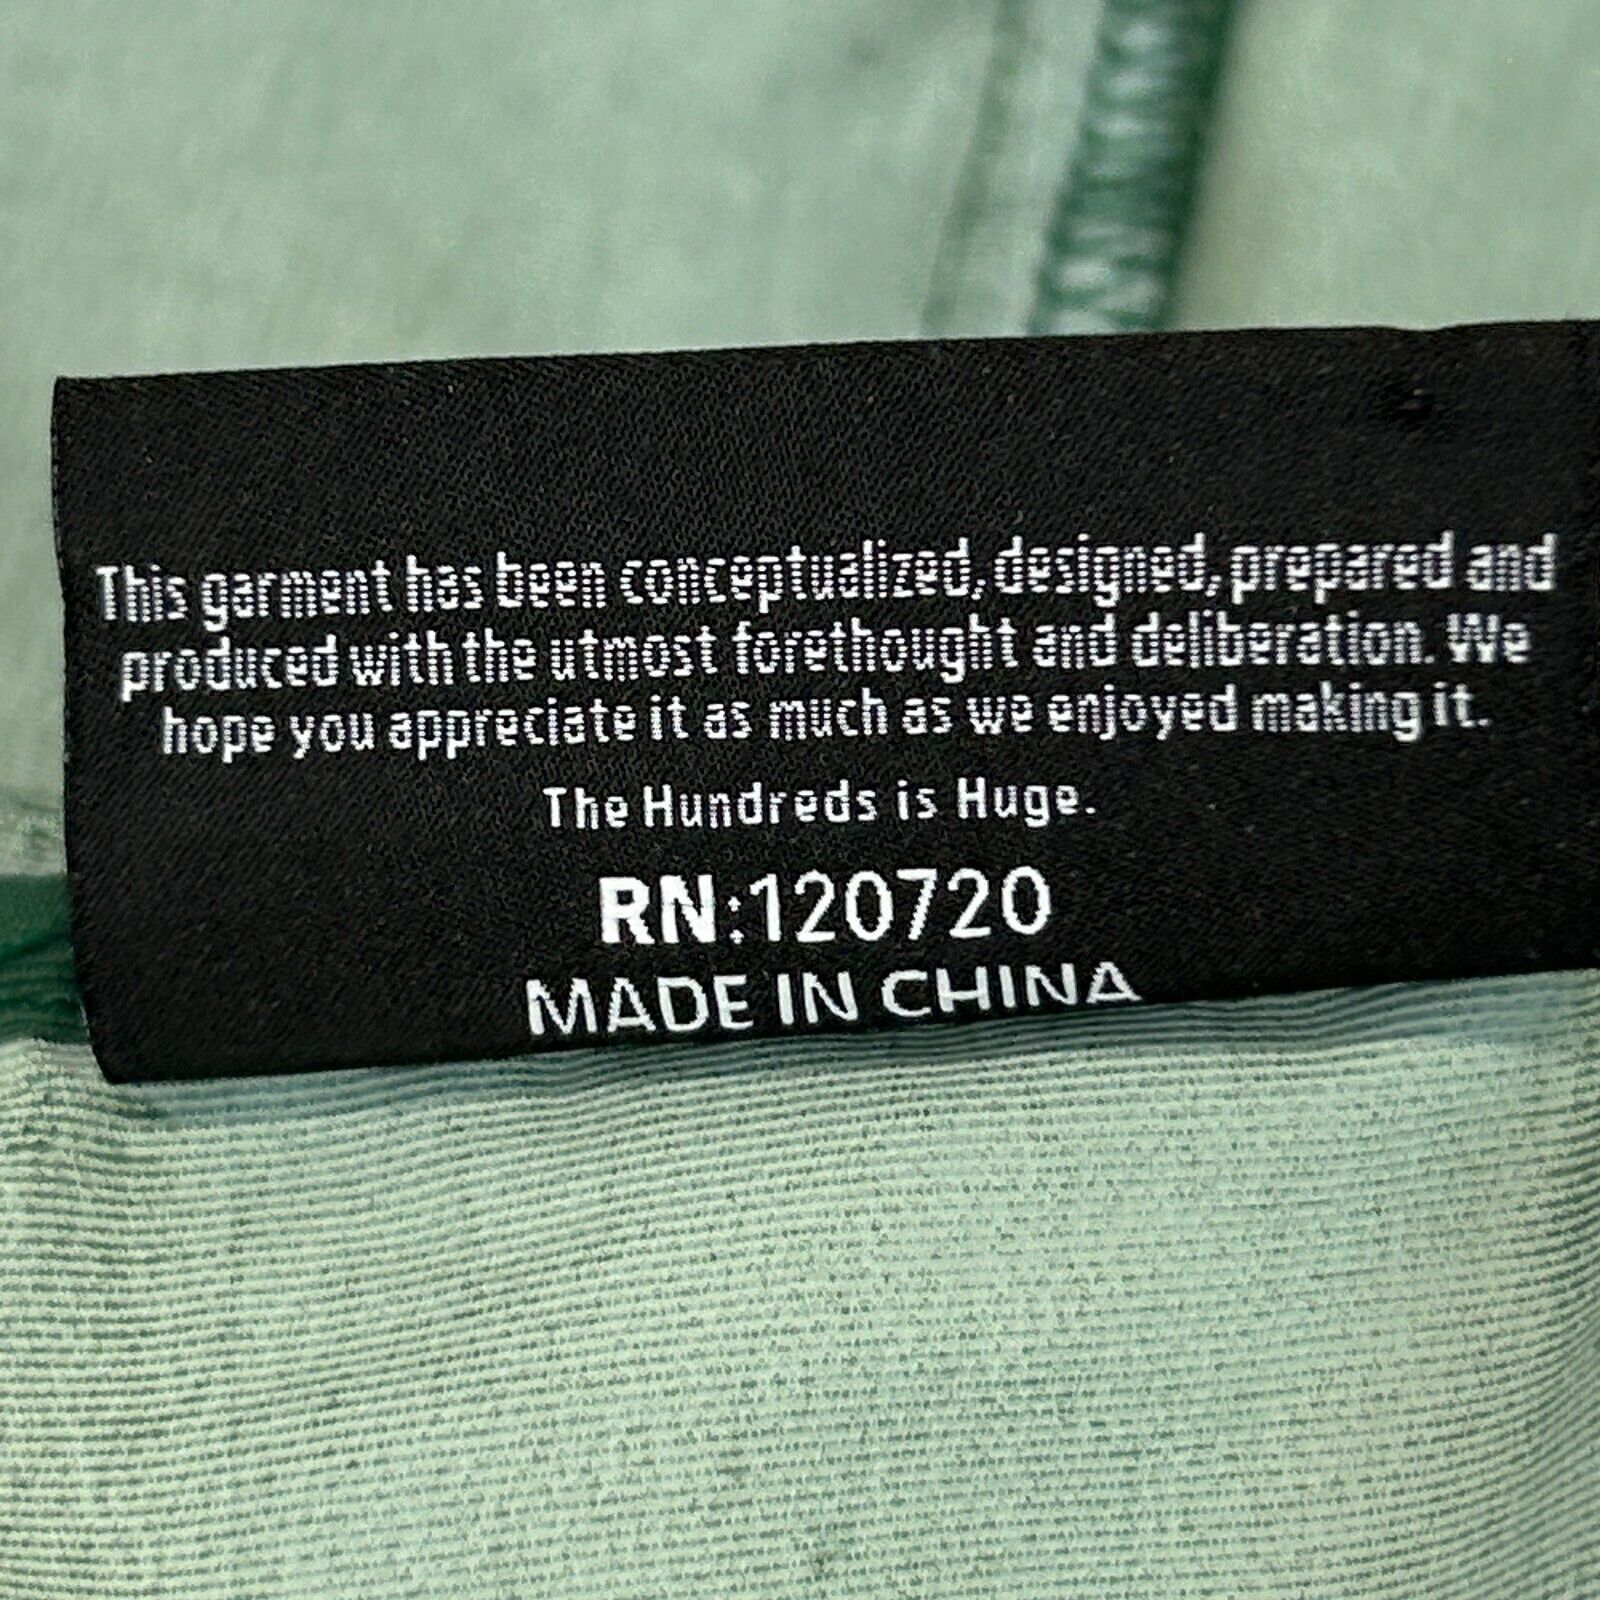 This garment has been conceptualized, designed, prepared and
produced with the utmost forethought and deliberation. We
hope you appreciate it as much as we enjoyed making it.
The Hundreds is Huge.
RN:120720
MADE IN CHINA